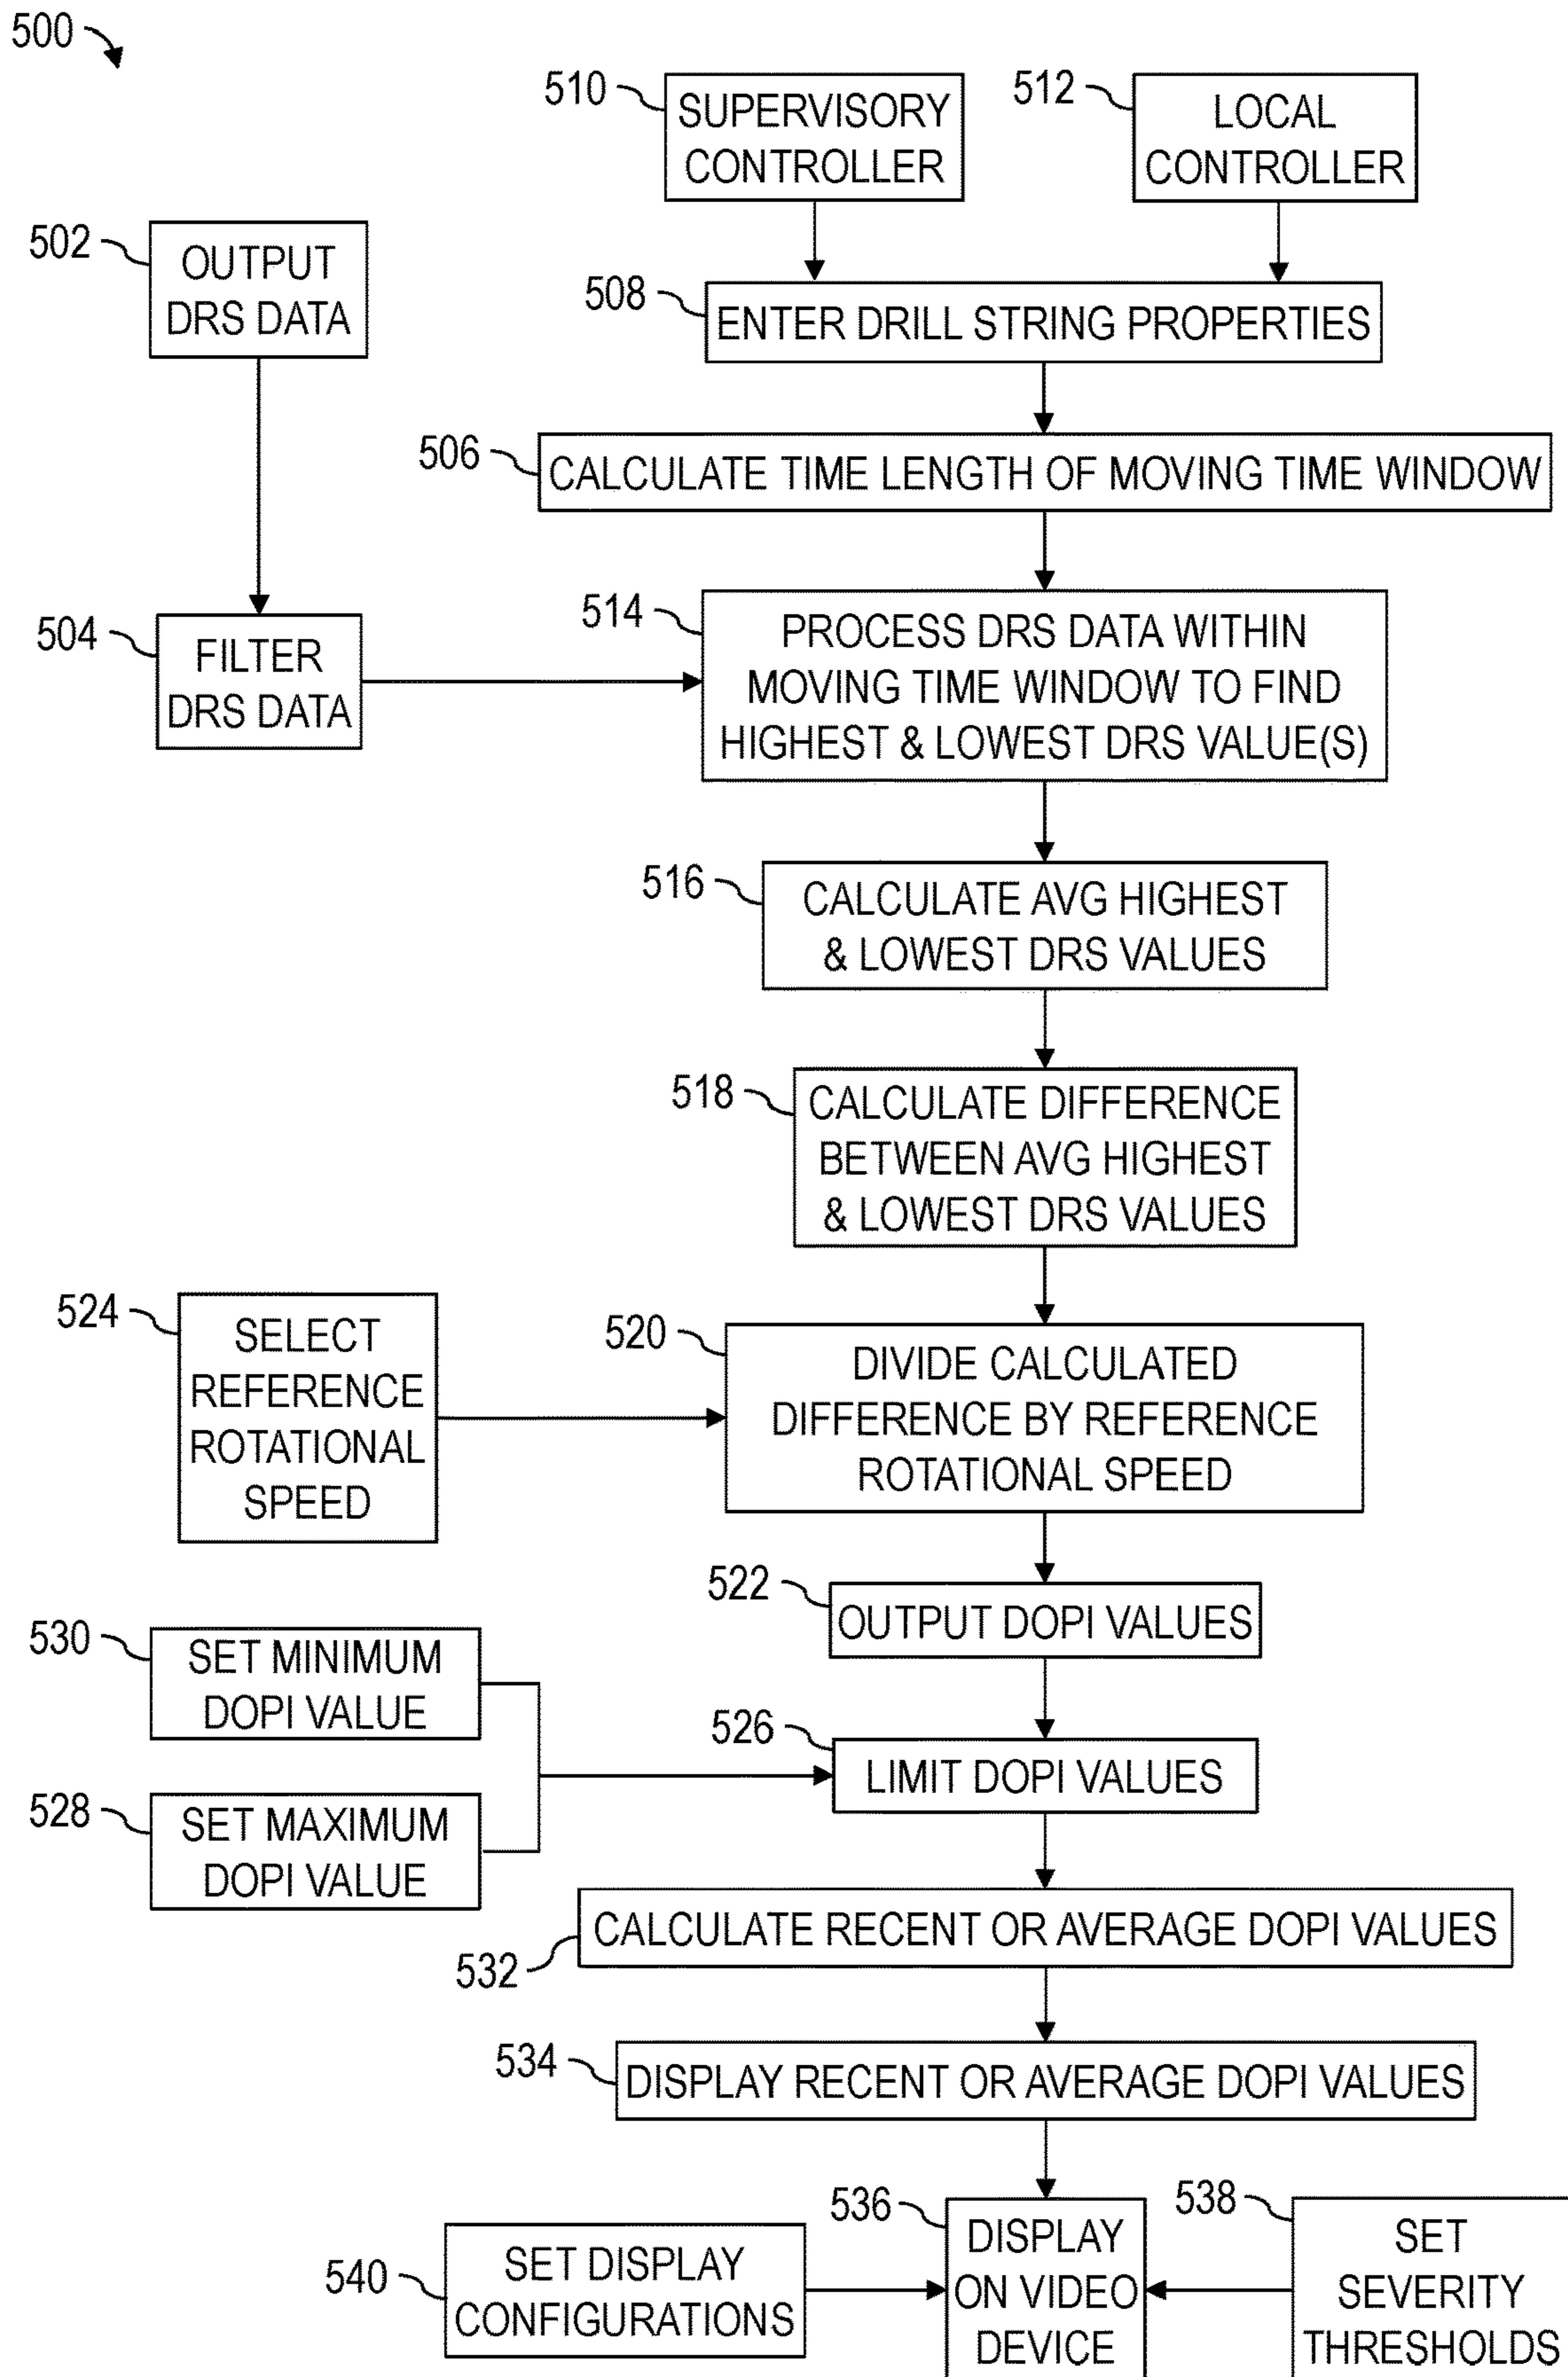 500
510
SUPERVISORY
CONTROLLER
512
LOCAL
CONTROLLER
502
OUTPUT
DRS DATA
508
ENTER DRILL STRING PROPERTIES
506
CALCULATE TIME LENGTH OF MOVING TIME WINDOW
504
FILTER
DRS DATA
514
PROCESS DRS DATA WITHIN
MOVING TIME WINDOW TO FIND
HIGHEST & LOWEST DRS VALUE(S)
516
CALCULATE AVG HIGHEST
& LOWEST DRS VALUES
518
CALCULATE DIFFERENCE
BETWEEN AVG HIGHEST
& LOWEST DRS VALUES
524
SELECT
REFERENCE
ROTATIONAL
SPEED
520
DIVIDE CALCULATED
DIFFERENCE BY REFERENCE
ROTATIONAL SPEED
522
OUTPUT DOPI VALUES
530
SET MINIMUM
DOPI VALUE
526
LIMIT DOPI VALUES
528
SET MAXIMUM
DOPI VALUE
CALCULATE RECENT OR AVERAGE DOPI VALUES
532
534
DISPLAY RECENT OR AVERAGE DOPI VALUES
540
SET DISPLAY
CONFIGURATIONS
536
DISPLAY
ON VIDEO
DEVICE
538
SET
SEVERITY
THRESHOLDS